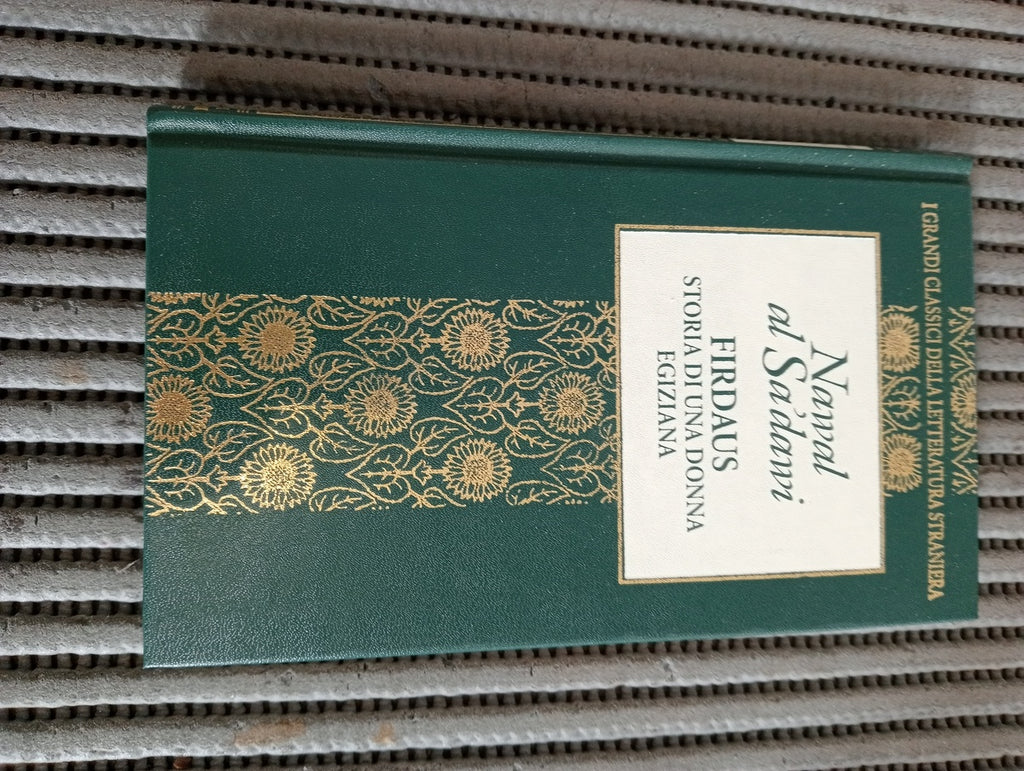 I GRANDI CLASSICI DELLA LETTERATURA STRANIERA
Nawal
al Sa'dawi
FIRDAUS
STORIA DI UNA DONNA
EGIZIANA